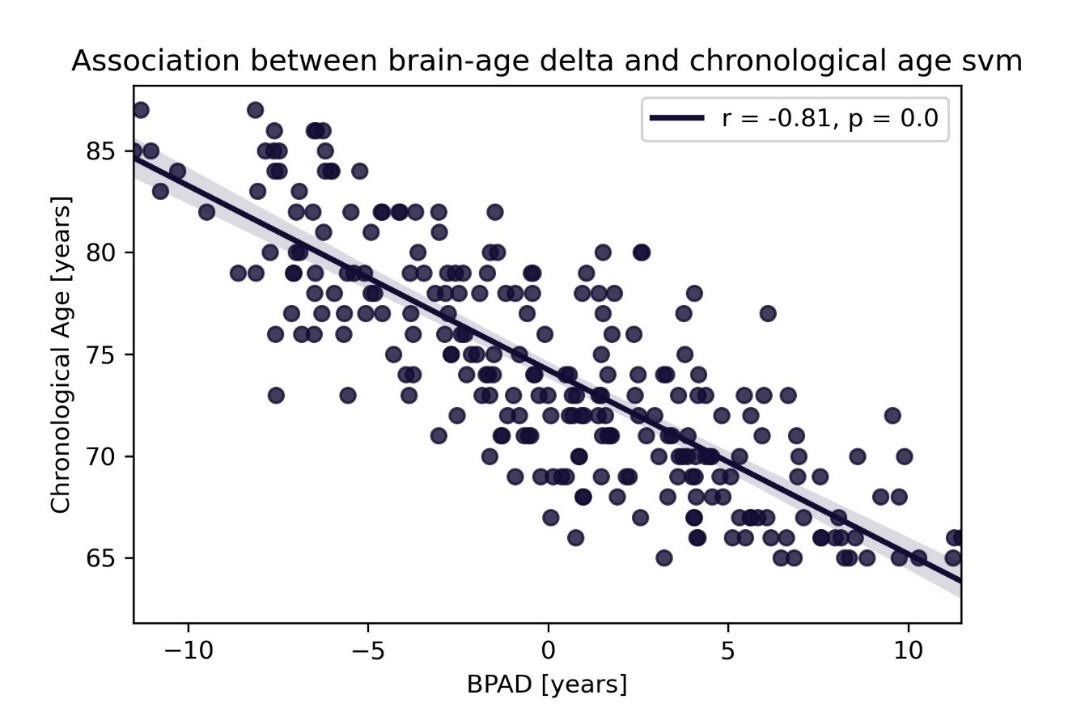 Association between brain-age delta and chronological age svm
r = -0.81, p = 0.0
Chronological Age [years]
85
80
75
70
65
−10 −5 0 5 10
BPAD [years]